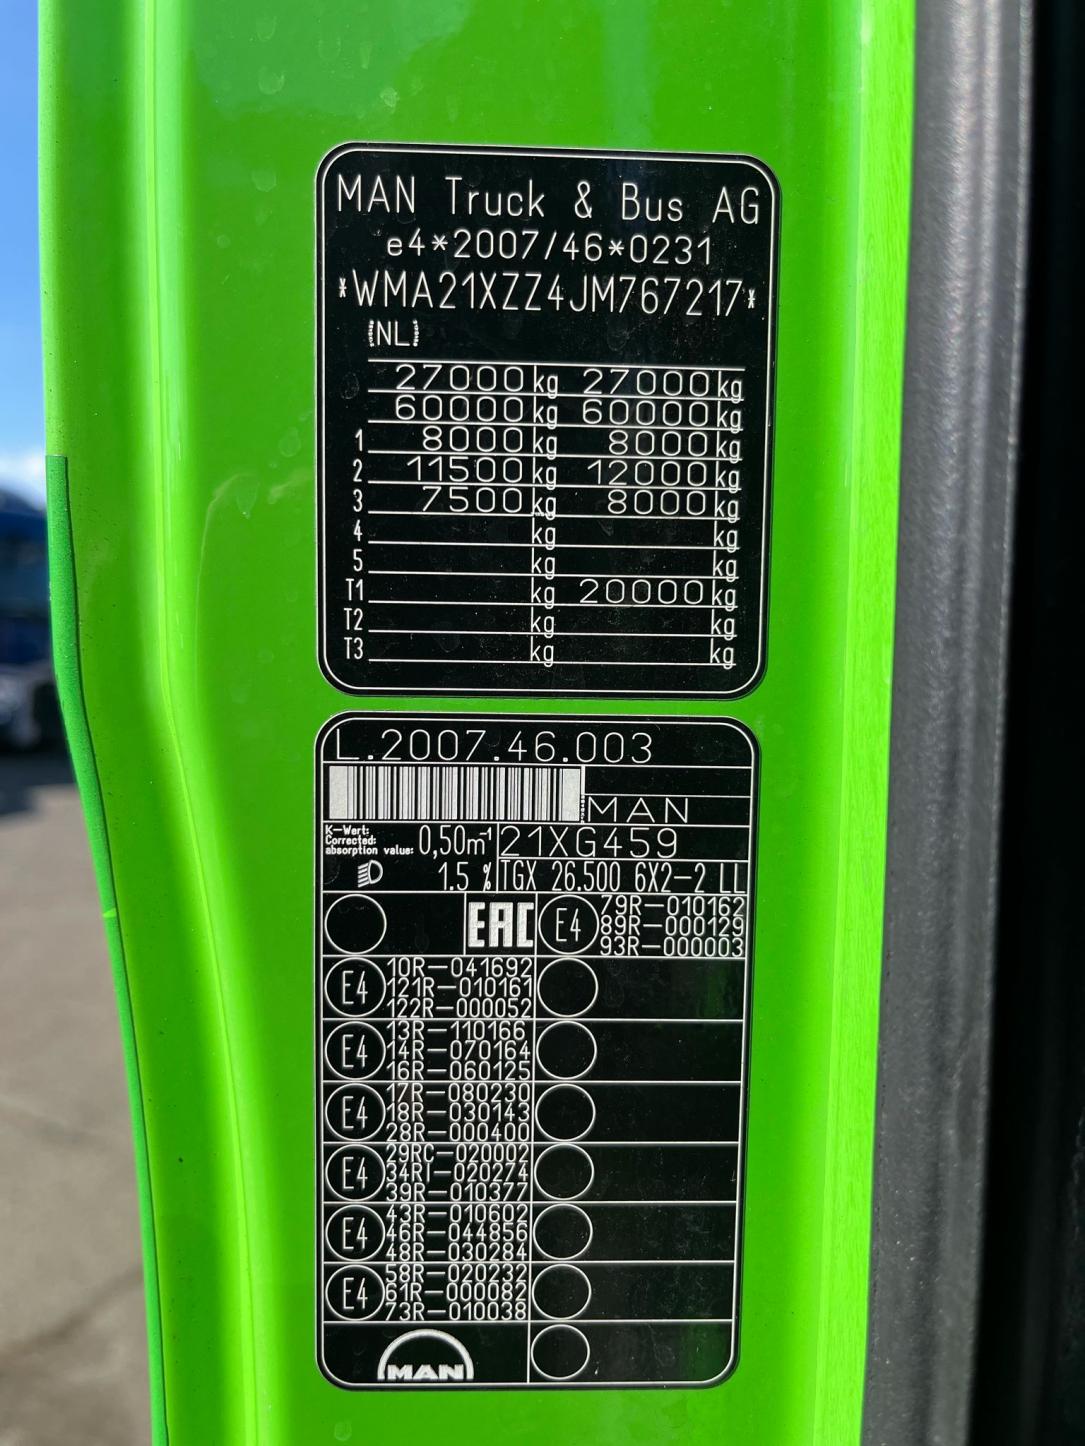 MAN Truck & Bus AG
e4*2007/46*0231
*WMA21XZZ4JM767217*
(NL)
27000 kg 27000 kg
60000 kg 60000 kg
1 8000 kg 8000 kg
2 11500 kg 12000 kg
3 7500 kg 8000 kg
4 kg kg
5 kg kg
T1 kg 20000 kg
T2 kg kg
T3 kg kg
L.2007.46.003
MAN
K-Wert:
Corrected:
absorption value: 0,50m⁻¹
21XG459
1.5 %
TGX 26.500 6X2-2 LL
EAC
E4
79R-010162
89R-000129
93R-000003
E4
10R-041692
121R-010161
122R-000052
E4
13R-110166
14R-070164
16R-060125
E4
17R-080230
18R-030143
28R-000400
E4
29RC-020002
34RI-020274
39R-010377
E4
43R-010602
46R-044856
48R-030284
E4
58R-020232
61R-000082
73R-010038
MAN